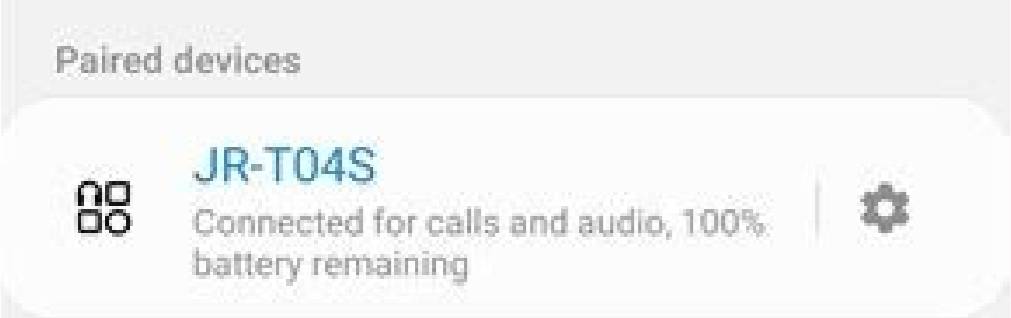 Paired devices
JR-T04S
Connected for calls and audio, 100%
battery remaining